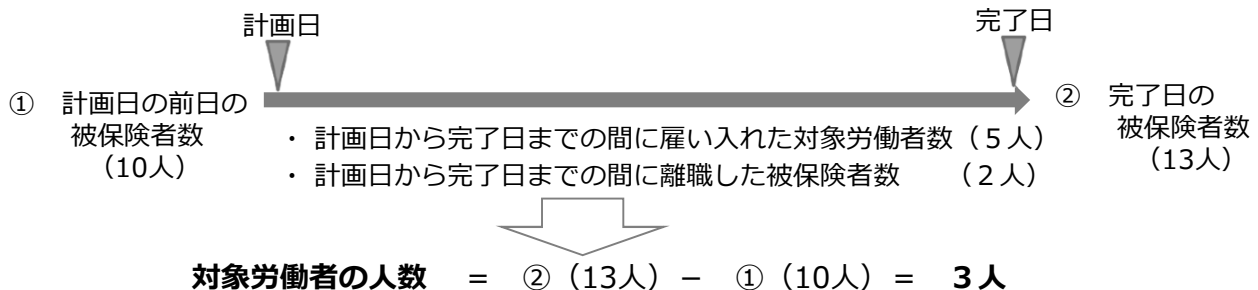 計画日
完了日
① 計画日の前日の
被保険者数
(10人)
・ 計画日から完了日までの間に雇い入れた対象労働者数（５人）
・ 計画日から完了日までの間に離職した被保険者数 （２人）
② 完了日の
被保険者数
(13人)
対象労働者の人数 = ②（13人）－ ①（10人）= ３人